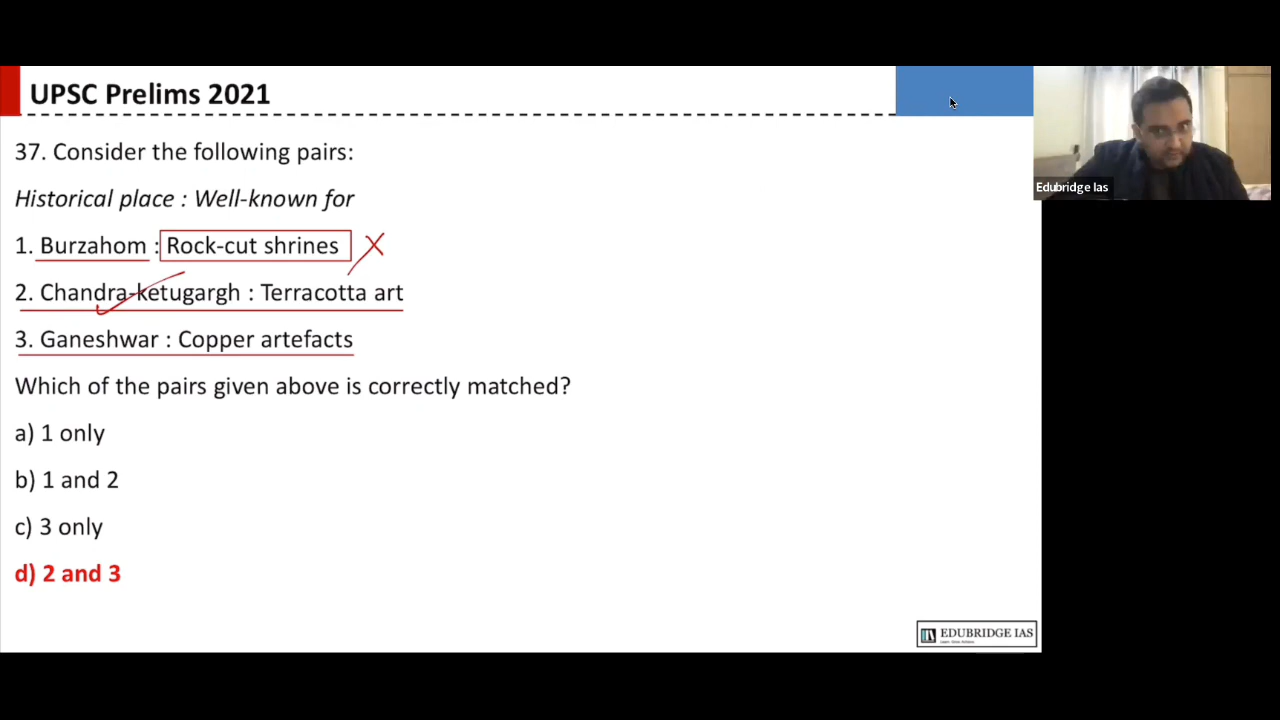 UPSC Prelims 2021
37. Consider the following pairs:
Historical place : Well-known for
1. Burzahom : Rock-cut shrines
2. Chandra-ketugargh : Terracotta art
3. Ganeshwar : Copper artefacts
Which of the pairs given above is correctly matched?
a) 1 only
b) 1 and 2
c) 3 only
d) 2 and 3
Edubridge Ias
EDUBRIDGE IAS